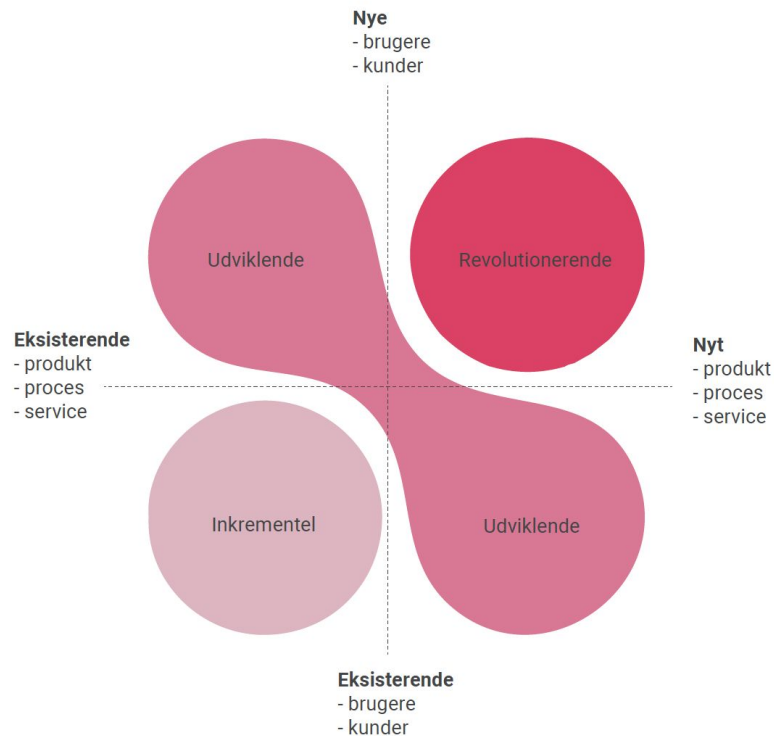 Nye
- brugere
- kunder
Udviklende
Revolutionerende
Eksisterende
- produkt
- proces
- service
Nyt
- produkt
- proces
- service
Inkrementel
Udviklende
Eksisterende
- brugere
- kunder